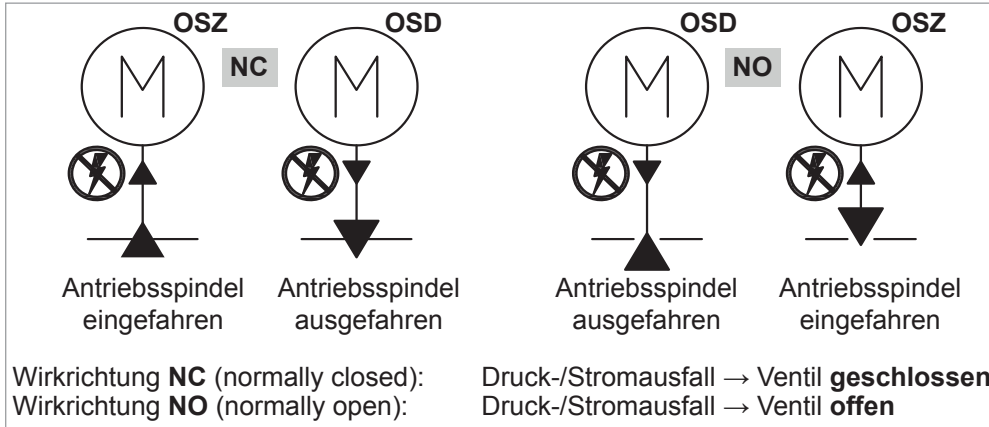 OSZ NC OSD OSD NO OSZ
M M M M
Antriebsspindel Antriebsspindel Antriebsspindel Antriebsspindel
eingefahren ausgefahren ausgefahren eingefahren
Wirkrichtung NC (normally closed): Druck-/Stromausfall → Ventil geschlossen
Wirkrichtung NO (normally open): Druck-/Stromausfall → Ventil offen